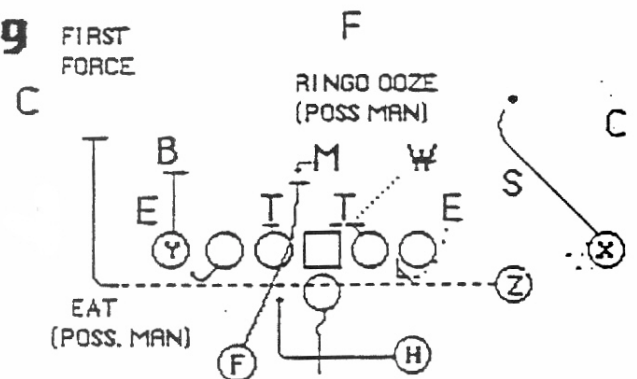 9 FIRST
FORCE
F
RINGO OOZE
(POSS MAN)
C
C
B
M
W
S
E
T
T
E
Y
X
Z
EAT
(POSS. MAN)
F
H